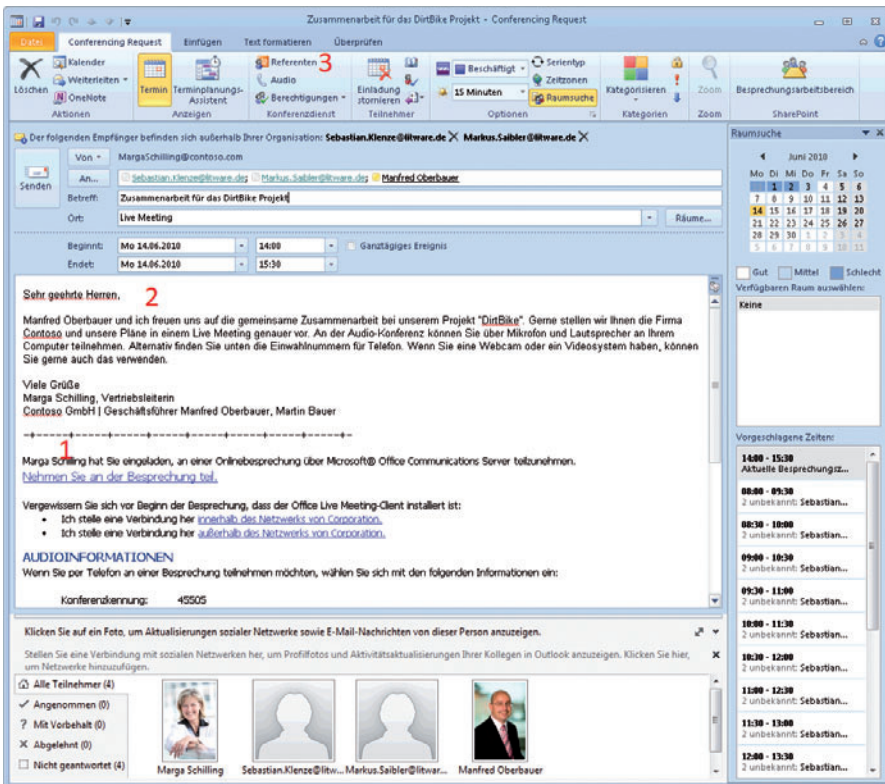 Zusammenarbeit für das DirtBike Projekt - Conferencing Request
Datei Conferencing Request Einfügen Text formatieren Überprüfen
Löschen
Kalender
Weiterleiten
OneNote
Aktionen
Termin
Terminplanungs-Assistent
Anzeigen
Referenten
3
Audio
Berechtigungen
Konferenzdienst
Einladung stornieren
Teilnehmer
Beschäftigt
15 Minuten
Serientyp
Zeitzonen
Raumsuche
Optionen
Kategorisieren
Kategorien
Zoom
Zoom
Besprechungsarbeitsbereich
SharePoint
Der folgenden Empfänger befinden sich außerhalb Ihrer Organisation: Sebastian.Klenze@litware.de Markus.Saibler@litware.de
Senden
Von MargaSchilling@contoso.com
An... Sebastian.Klenze@litware.de; Markus.Saibler@litware.de; Manfred Oberbauer
Betreff: Zusammenarbeit für das DirtBike Projekt
Ort: Live Meeting Räume...
Beginnt: Mo 14.06.2010 14:00 Ganztägiges Ereignis
Endet: Mo 14.06.2010 15:30
Sehr geehrte Herren,
2
Manfred Oberbauer und ich freuen uns auf die gemeinsame Zusammenarbeit bei unserem Projekt "DirtBike". Gerne stellen wir Ihnen die Firma
Contoso und unsere Pläne in einem Live Meeting genauer vor. An der Audio-Konferenz können Sie über Mikrofon und Lautsprecher an Ihrem
Computer teilnehmen. Alternativ finden Sie unten die Einwahlnummern für Telefon. Wenn Sie eine Webcam oder ein Videosystem haben, können
Sie gerne auch das verwenden.
Viele Grüße
Marga Schilling, Vertriebsleiterin
Contoso GmbH | Geschäftsführer Manfred Oberbauer, Martin Bauer
1
Marga Schilling hat Sie eingeladen, an einer Onlinebesprechung über Microsoft® Office Communications Server teilzunehmen.
Nehmen Sie an der Besprechung teil.
Vergewissern Sie sich vor Beginn der Besprechung, dass der Office Live Meeting-Client installiert ist:
• Ich stelle eine Verbindung her innerhalb des Netzwerks von Corporation.
• Ich stelle eine Verbindung her außerhalb des Netzwerks von Corporation.
AUDIOINFORMATIONEN
Wenn Sie per Telefon an einer Besprechung teilnehmen möchten, wählen Sie sich mit den folgenden Informationen ein:
Konferenzkennung: 45505
Klicken Sie auf ein Foto, um Aktualisierungen sozialer Netzwerke sowie E-Mail-Nachrichten von dieser Person anzuzeigen.
Stellen Sie eine Verbindung mit sozialen Netzwerken her, um Profilfotos und Aktivitätsaktualisierungen Ihrer Kollegen in Outlook anzuzeigen. Klicken Sie hier,
um Netzwerke hinzuzufügen.
Alle Teilnehmer (4)
Angenommen (0)
Mit Vorbehalt (0)
Abgelehnt (0)
Nicht geantwortet (4)
Marga Schilling Sebastian.Klenze@litw... Markus.Saibler@litwar... Manfred Oberbauer
Raumsuche
Juni 2010
Mo Di Mi Do Fr Sa So
1 2 3 4 5 6
7 8 9 10 11 12 13
14 15 16 17 18 19 20
21 22 23 24 25 26 27
28 29 30 1 2 3 4
5 6 7 8 9 10 11
Gut Mittel Schlecht
Verfügbaren Raum auswählen:
Keine
Vorgeschlagene Zeiten:
14:00 - 15:30
Aktuelle Besprechungsz...
08:00 - 09:30
2 unbekannt: Sebastian...
08:30 - 10:00
2 unbekannt: Sebastian...
09:00 - 10:30
2 unbekannt: Sebastian...
09:30 - 11:00
2 unbekannt: Sebastian...
10:00 - 11:30
2 unbekannt: Sebastian...
10:30 - 12:00
2 unbekannt: Sebastian...
11:00 - 12:30
2 unbekannt: Sebastian...
11:30 - 13:00
2 unbekannt: Sebastian...
12:00 - 13:30
2 unbekannt: Sebastian...